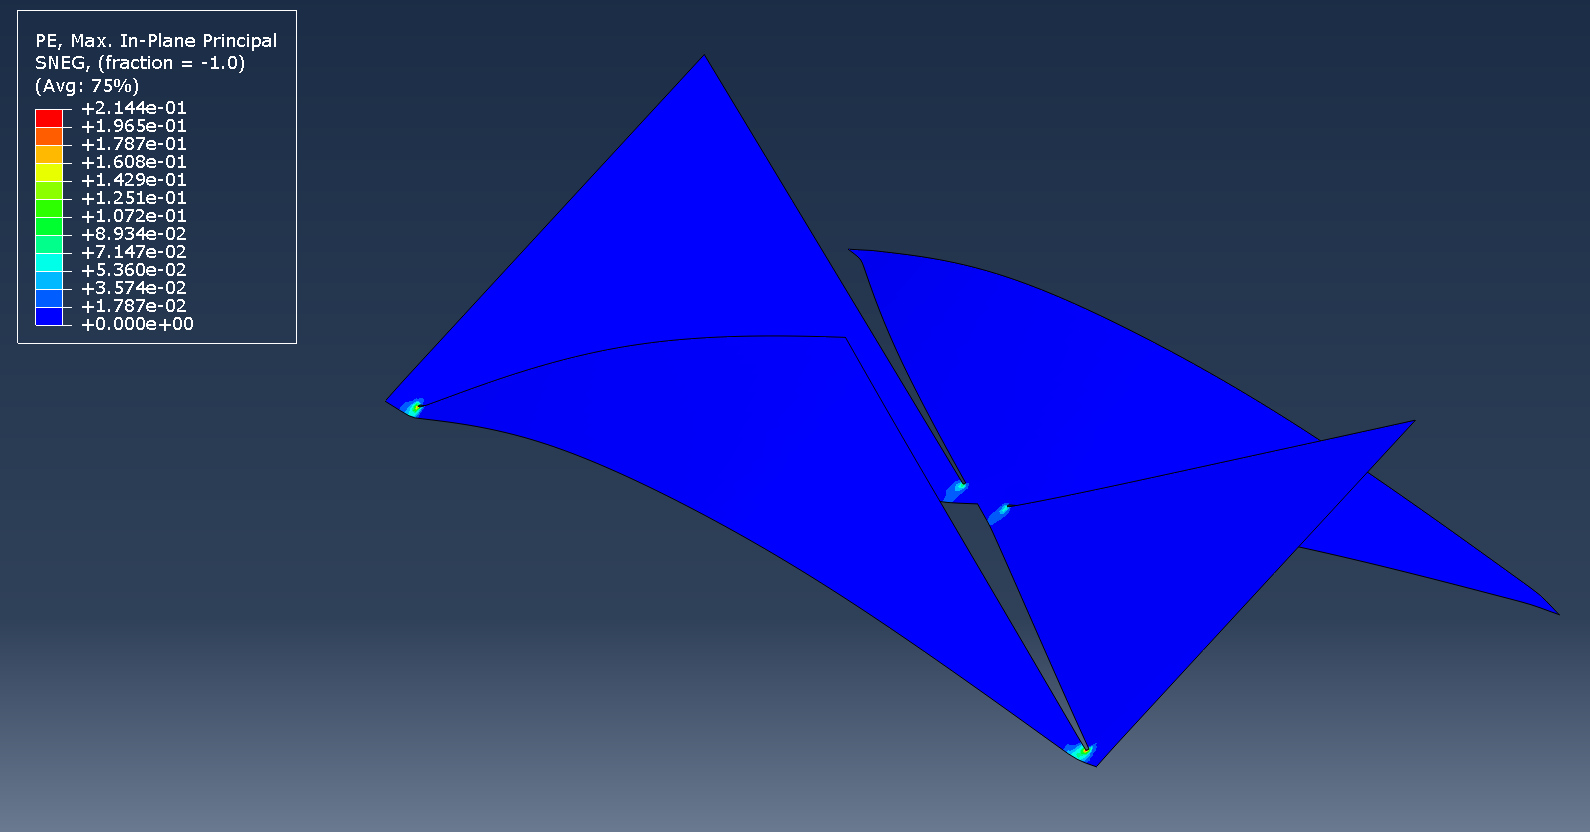 PE, Max. In-Plane Principal
SNEG, (fraction = -1.0)
(Avg: 75%)
+2.144e-01
+1.965e-01
+1.787e-01
+1.608e-01
+1.429e-01
+1.251e-01
+1.072e-01
+8.934e-02
+7.147e-02
+5.360e-02
+3.574e-02
+1.787e-02
+0.000e+00